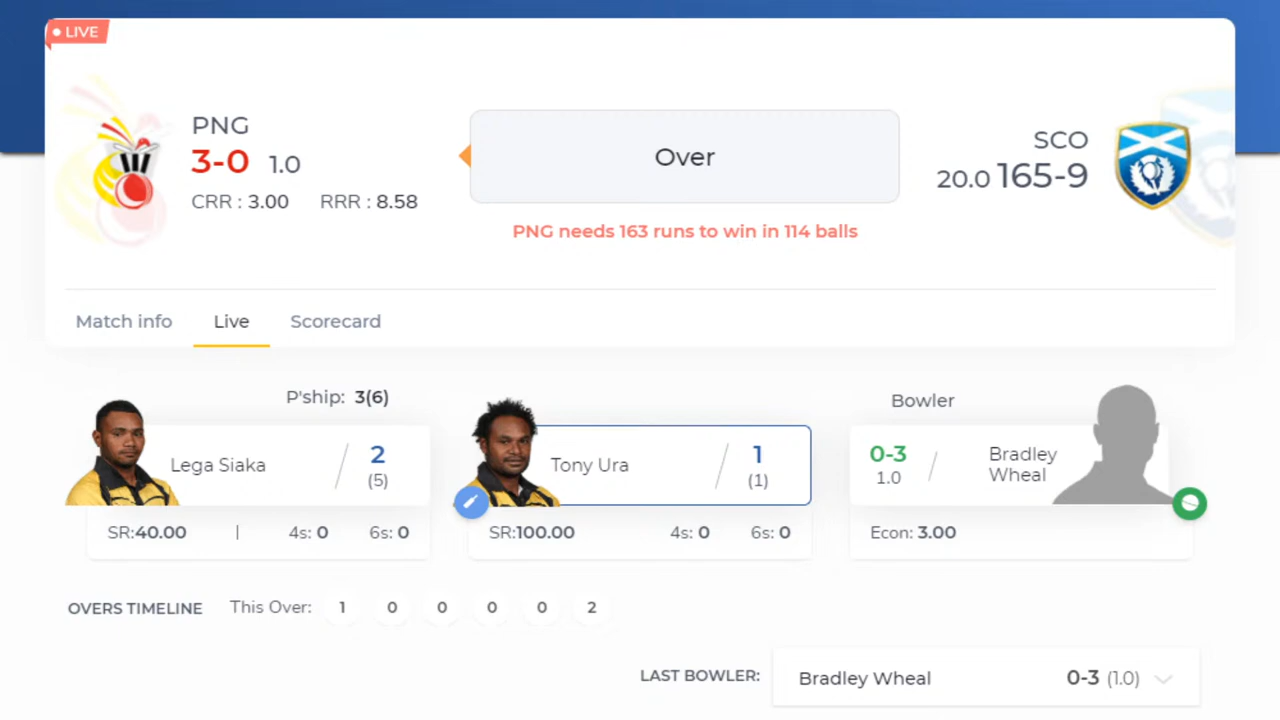 LIVE
PNG
3-0 1.0
CRR : 3.00 RRR : 8.58
Over
PNG needs 163 runs to win in 114 balls
SCO
20.0 165-9
Match info Live Scorecard
P'ship: 3(6)
Lega Siaka / 2
(5)
SR:40.00 | 4s: 0 6s: 0
Tony Ura / 1
(1)
SR:100.00 4s: 0 6s: 0
Bowler
0-3 / Bradley
1.0 Wheal
Econ: 3.00
OVERS TIMELINE This Over: 1 0 0 0 0 2
LAST BOWLER: Bradley Wheal 0-3 (1.0)